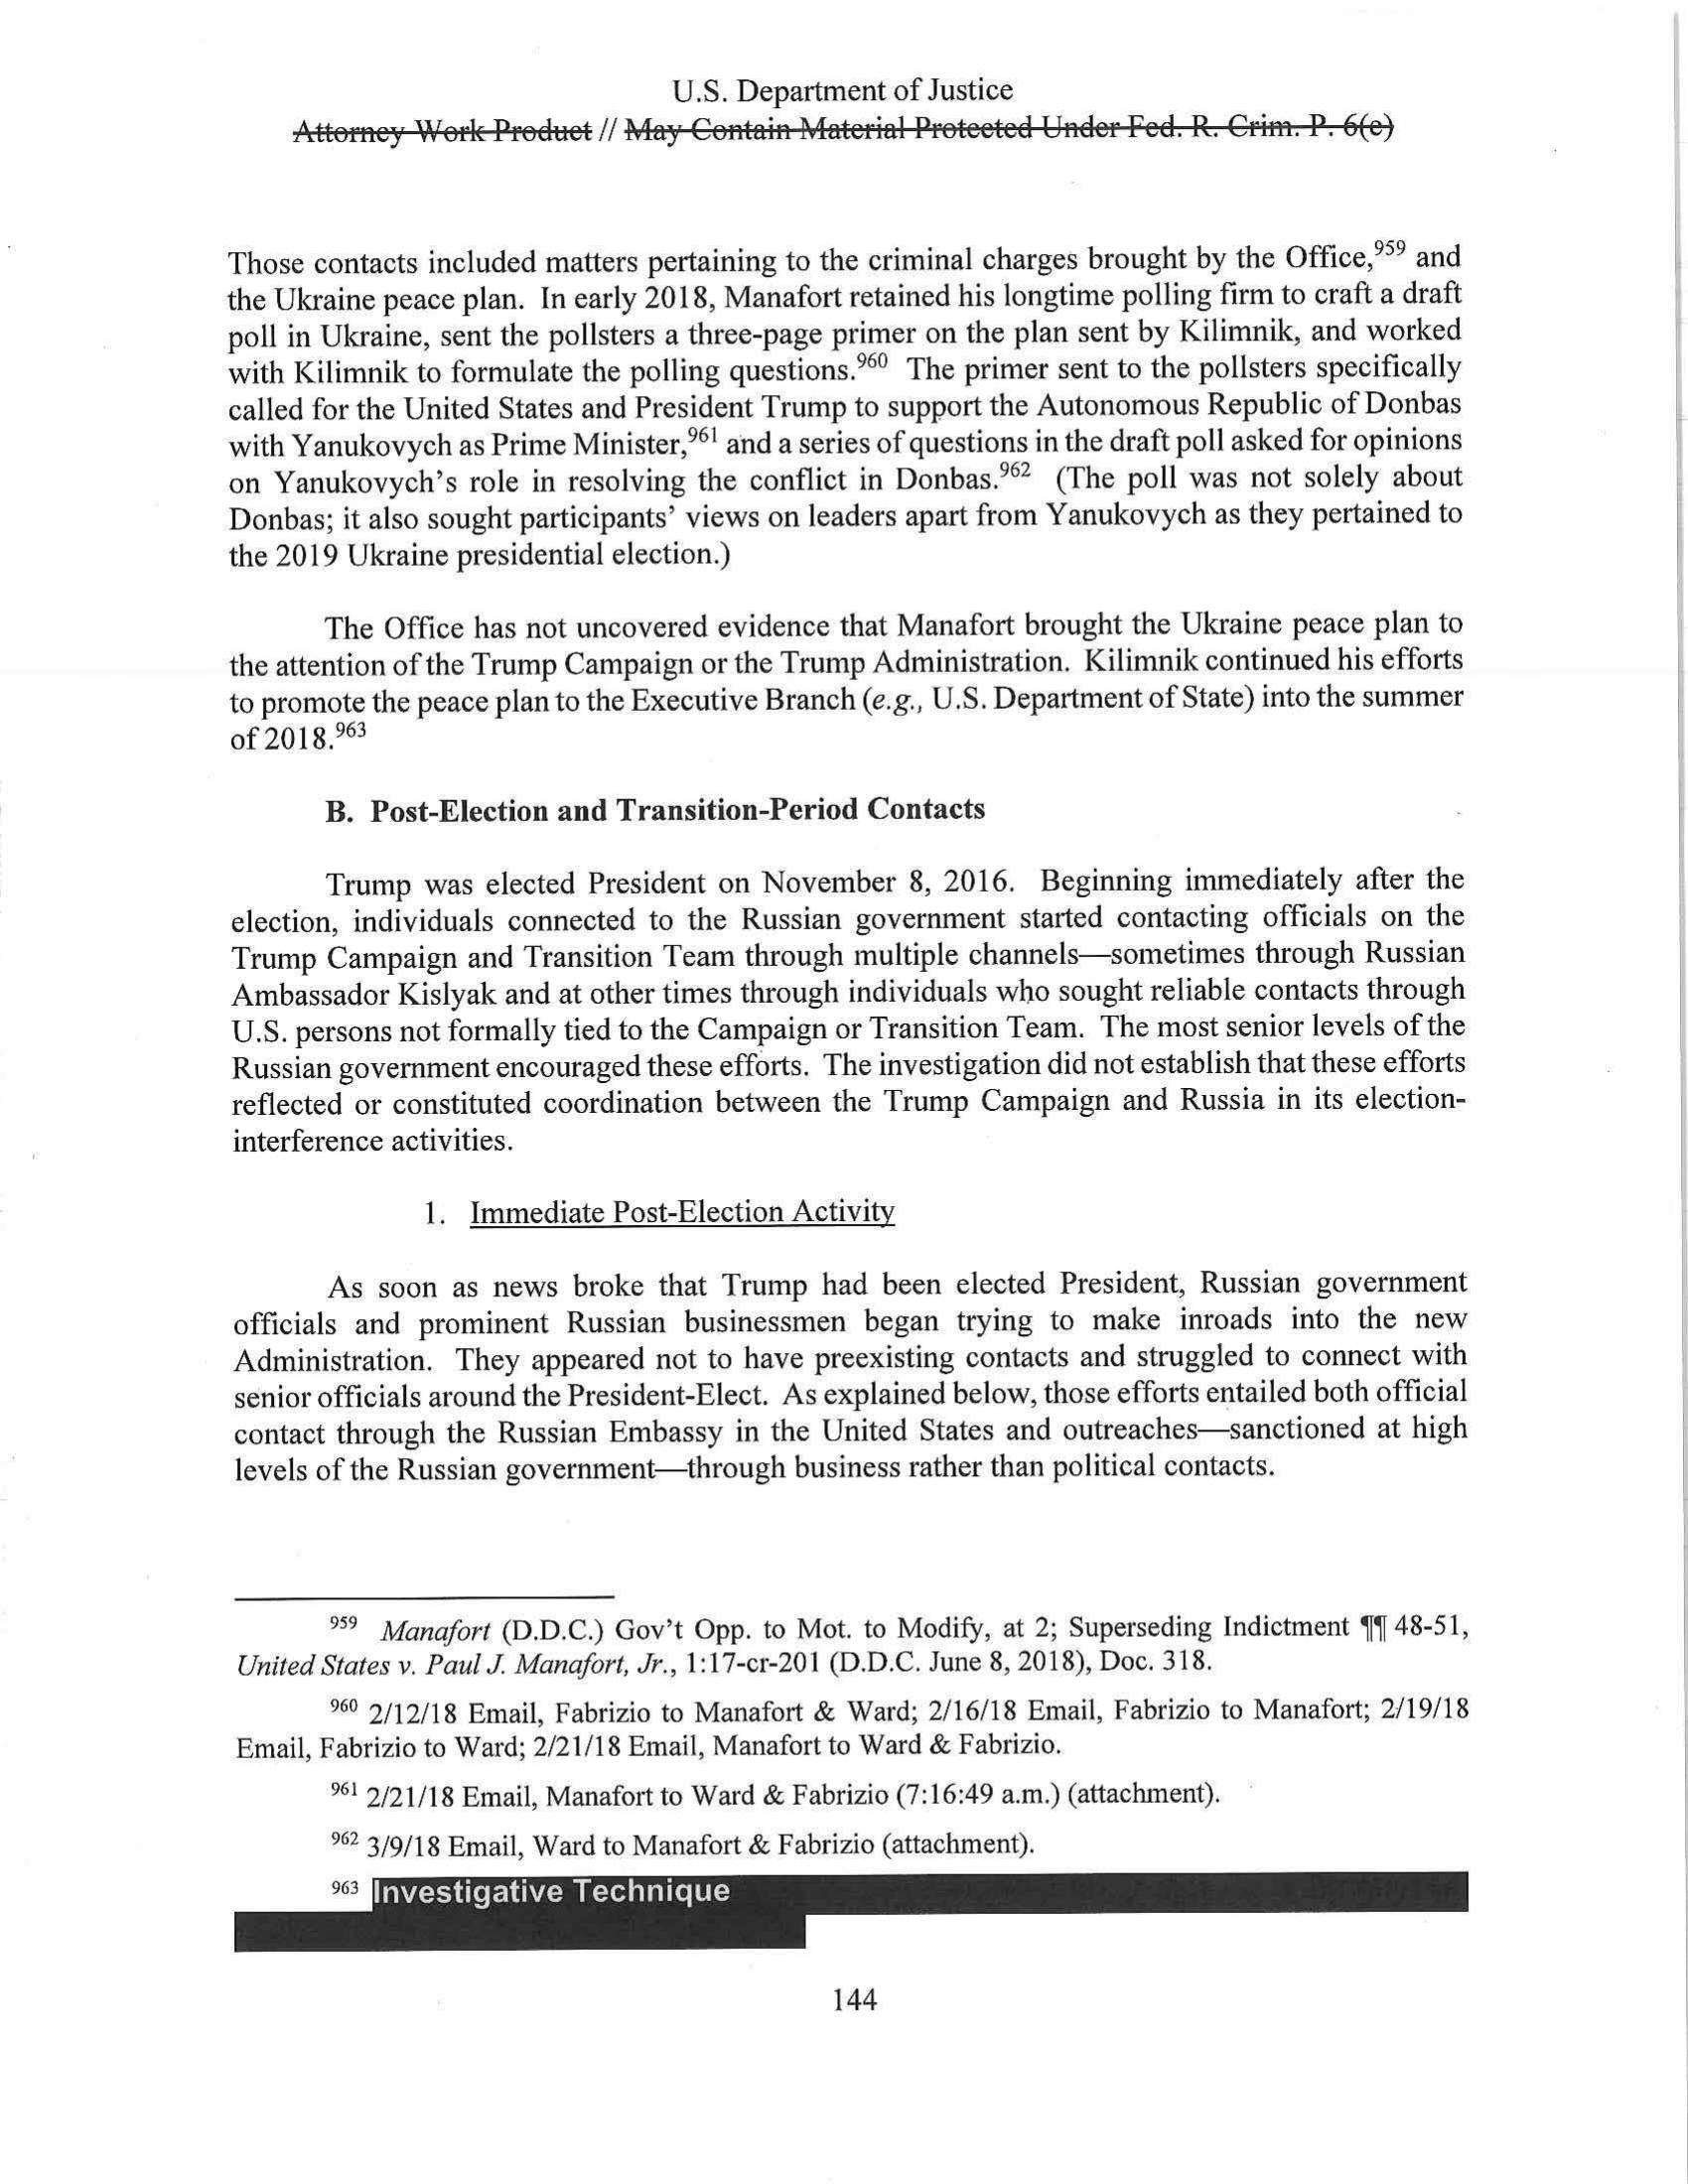 U.S. Department of Justice
Attorney Work Product // May Contain Material Protected Under Fed. R. Crim. P. 6(e)
Those contacts included matters pertaining to the criminal charges brought by the Office,959 and
the Ukraine peace plan. In early 2018, Manafort retained his longtime polling firm to craft a draft
poll in Ukraine, sent the pollsters a three-page primer on the plan sent by Kilimnik, and worked
with Kilimnik to formulate the polling questions.960 The primer sent to the pollsters specifically
called for the United States and President Trump to support the Autonomous Republic of Donbas
with Yanukovych as Prime Minister,961 and a series of questions in the draft poll asked for opinions
on Yanukovych's role in resolving the conflict in Donbas.962 (The poll was not solely about
Donbas; it also sought participants' views on leaders apart from Yanukovych as they pertained to
the 2019 Ukraine presidential election.)
The Office has not uncovered evidence that Manafort brought the Ukraine peace plan to
the attention of the Trump Campaign or the Trump Administration. Kilimnik continued his efforts
to promote the peace plan to the Executive Branch (e.g., U.S. Department of State) into the summer
of 2018.963
B. Post-Election and Transition-Period Contacts
Trump was elected President on November 8, 2016. Beginning immediately after the
election, individuals connected to the Russian government started contacting officials on the
Trump Campaign and Transition Team through multiple channels—sometimes through Russian
Ambassador Kislyak and at other times through individuals who sought reliable contacts through
U.S. persons not formally tied to the Campaign or Transition Team. The most senior levels of the
Russian government encouraged these efforts. The investigation did not establish that these efforts
reflected or constituted coordination between the Trump Campaign and Russia in its election-
interference activities.
1. Immediate Post-Election Activity
As soon as news broke that Trump had been elected President, Russian government
officials and prominent Russian businessmen began trying to make inroads into the new
Administration. They appeared not to have preexisting contacts and struggled to connect with
senior officials around the President-Elect. As explained below, those efforts entailed both official
contact through the Russian Embassy in the United States and outreaches—sanctioned at high
levels of the Russian government—through business rather than political contacts.
959 Manafort (D.D.C.) Gov't Opp. to Mot. to Modify, at 2; Superseding Indictment ¶¶ 48-51,
United States v. Paul J. Manafort, Jr., 1:17-cr-201 (D.D.C. June 8, 2018), Doc. 318.
960 2/12/18 Email, Fabrizio to Manafort & Ward; 2/16/18 Email, Fabrizio to Manafort; 2/19/18
Email, Fabrizio to Ward; 2/21/18 Email, Manafort to Ward & Fabrizio.
961 2/21/18 Email, Manafort to Ward & Fabrizio (7:16:49 a.m.) (attachment).
962 3/9/18 Email, Ward to Manafort & Fabrizio (attachment).
963 Investigative Technique
144